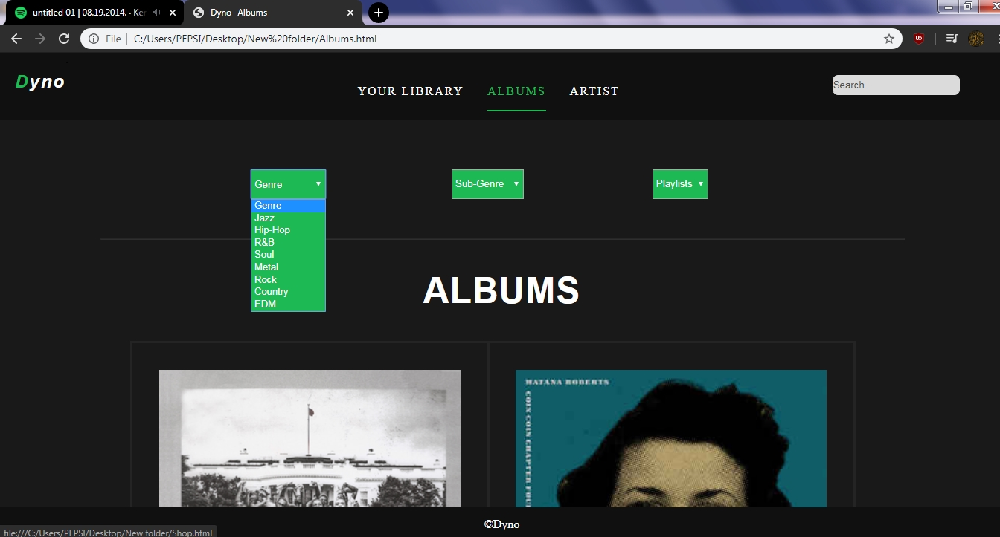 untitled 01 | 08.19.2014. · Ker
Dyno -Albums
File
C:/Users/PEPSI/Desktop/New%20folder/Albums.html
Dyno
YOUR LIBRARY
ALBUMS
ARTIST
Search..
Genre
Sub-Genre
Playlists
Genre
Jazz
Hip-Hop
R&B
Soul
Metal
Rock
Country
EDM
ALBUMS
MATANA ROBERTS
COIN COIN CHAPTER FOU
©Dyno
file:///C:/Users/PEPSI/Desktop/New folder/Shop.html